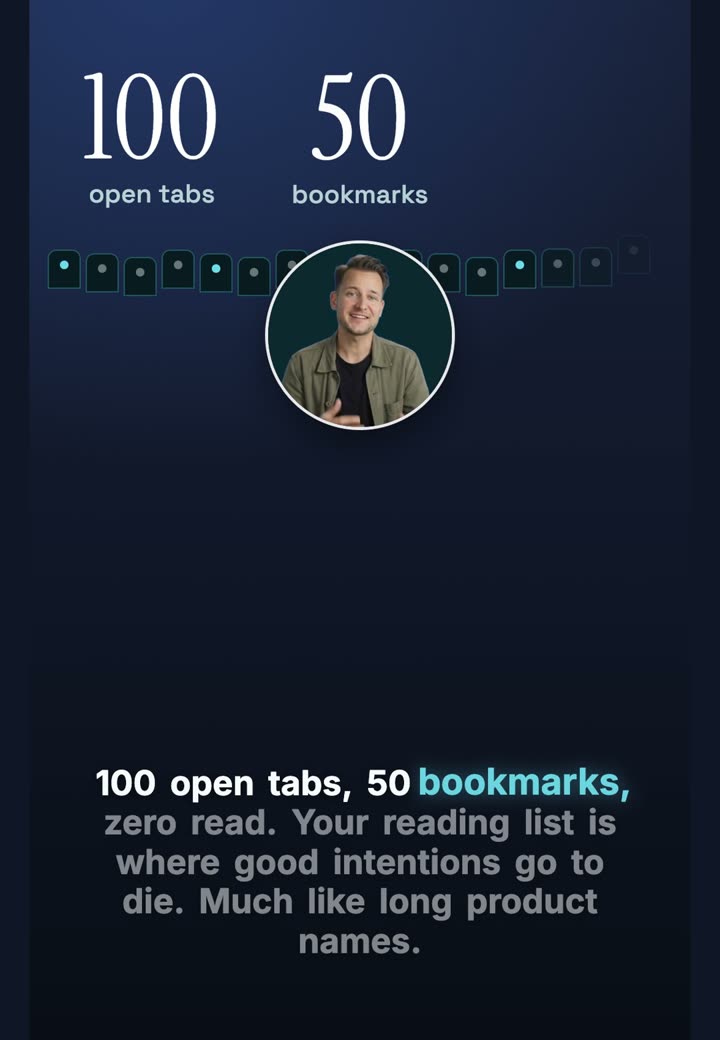 100 50
open tabs bookmarks
100 open tabs, 50 bookmarks,
zero read. Your reading list is
where good intentions go to
die. Much like long product
names.